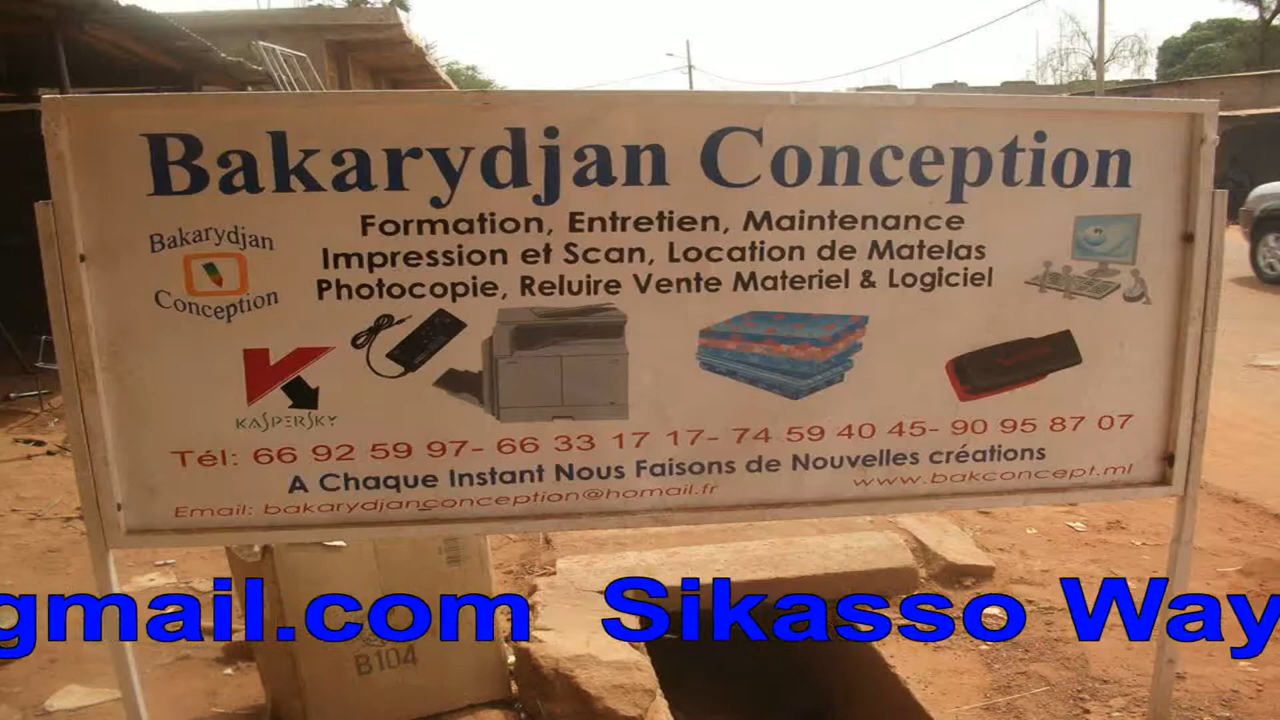 Bakarydjan Conception
Formation, Entretien, Maintenance
Impression et Scan, Location de Matelas
Photocopie, Reluire Vente Materiel & Logiciel
Bakarydjan
Conception
KASPERSKY
Tél: 66 92 59 97- 66 33 17 17- 74 59 40 45- 90 95 87 07
A Chaque Instant Nous Faisons de Nouvelles créations
Email: bakarydjanconception@homail.fr
www.bakconcept.ml
gmail.com Sikasso Way
B104